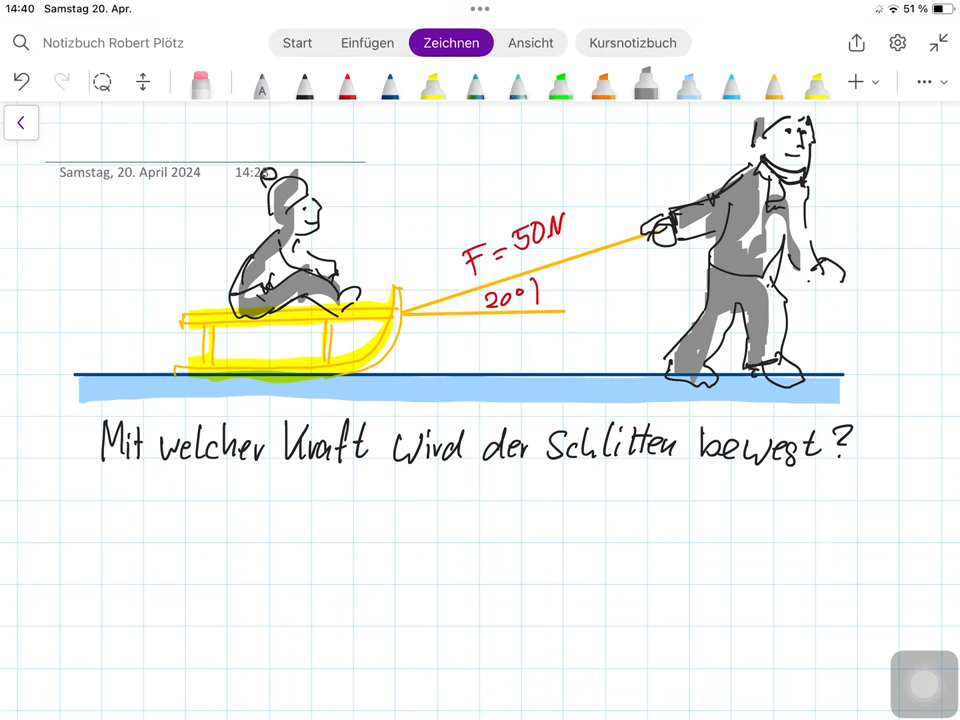 14:40 Samstag 20. Apr. 51 %
Notizbuch Robert Plötz Start Einfügen Zeichnen Ansicht Kursnotizbuch
A
Samstag, 20. April 2024
F = 50N
20°
Mit welcher Kraft wird der Schlitten bewegt?